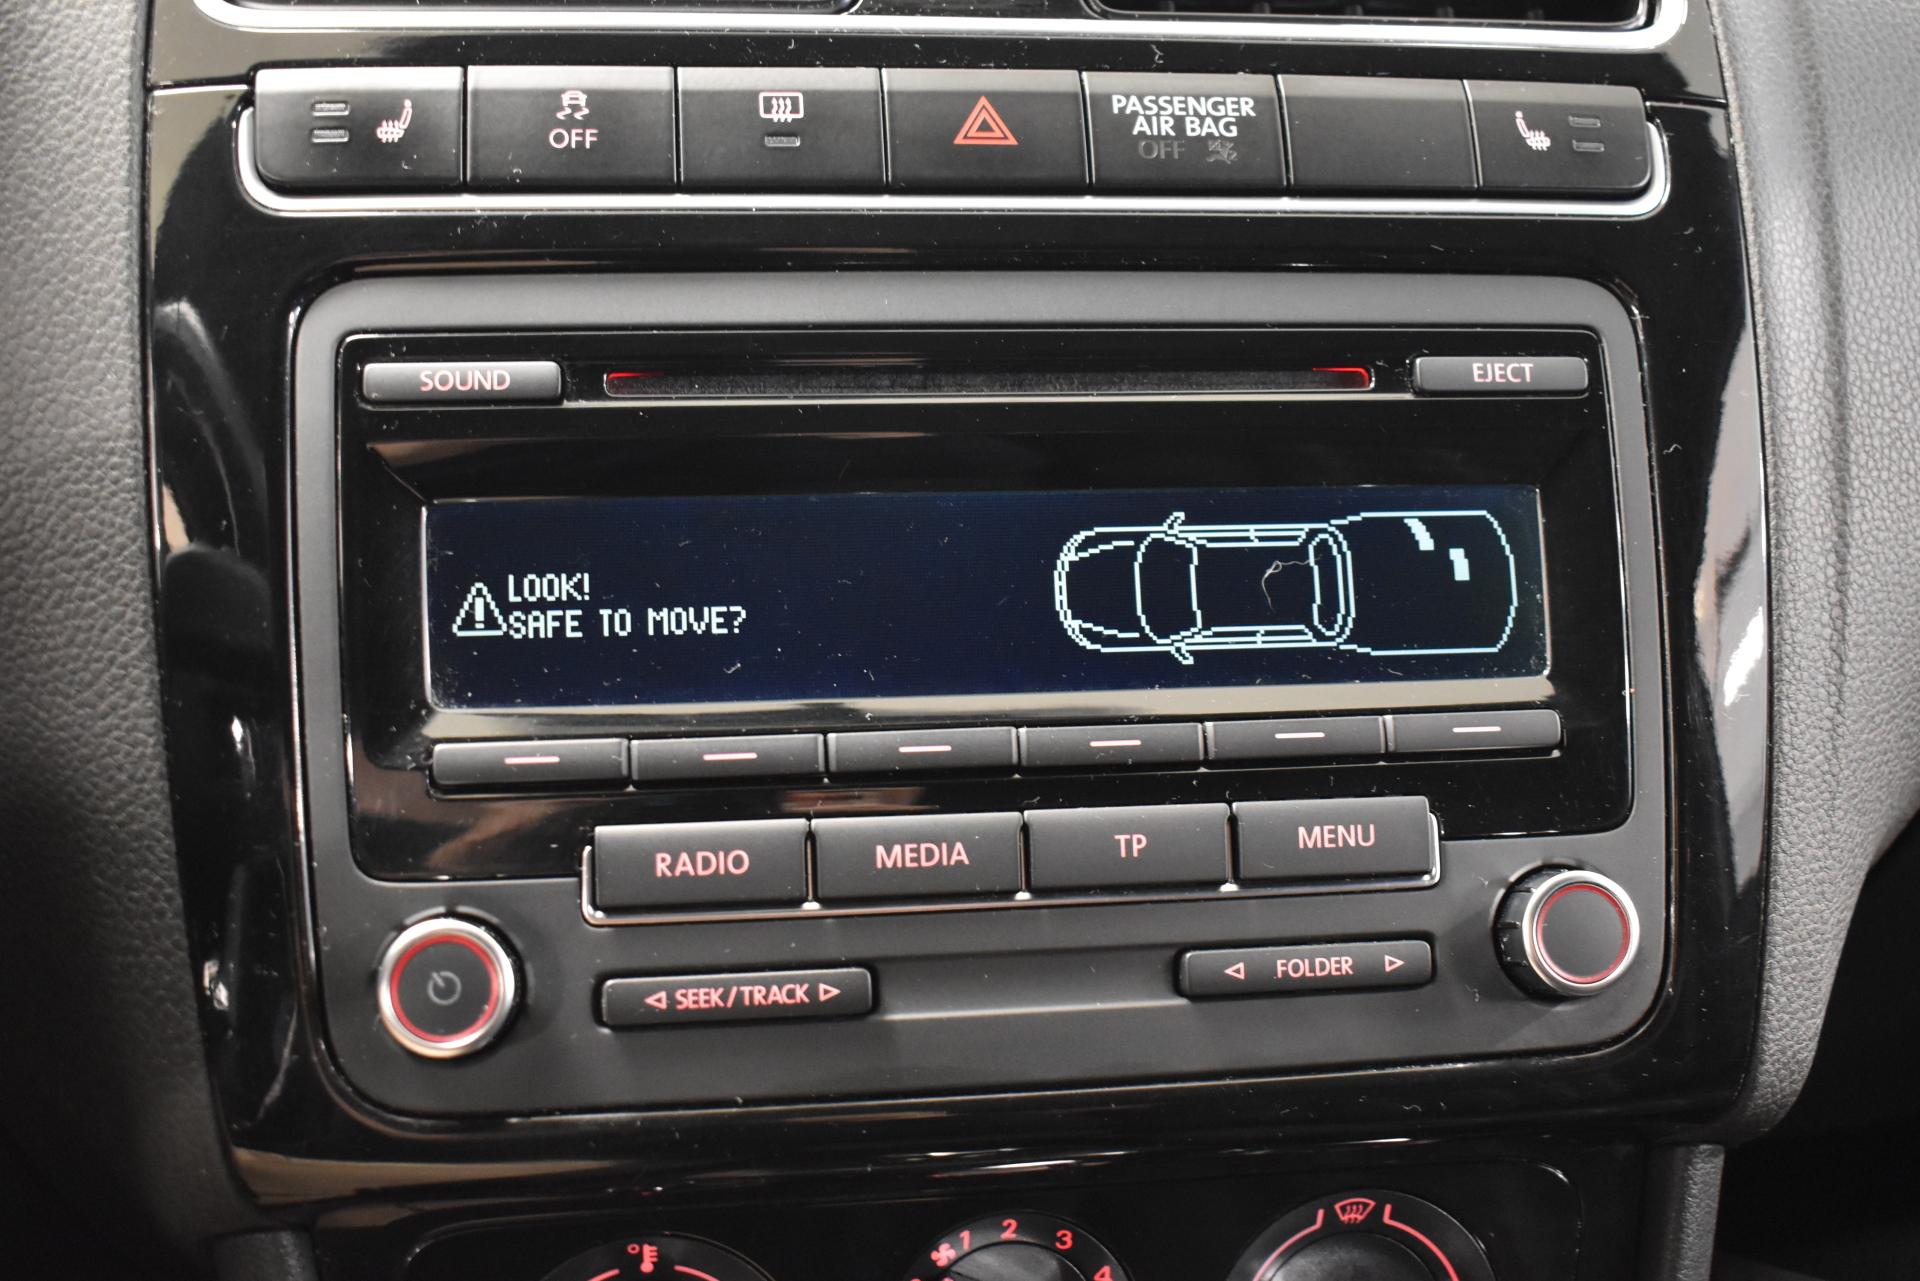 OFF
PASSENGER
AIR BAG
OFF
SOUND
EJECT
LOOK!
SAFE TO MOVE?
RADIO
MEDIA
TP
MENU
SEEK/TRACK
FOLDER
1 2 3 4